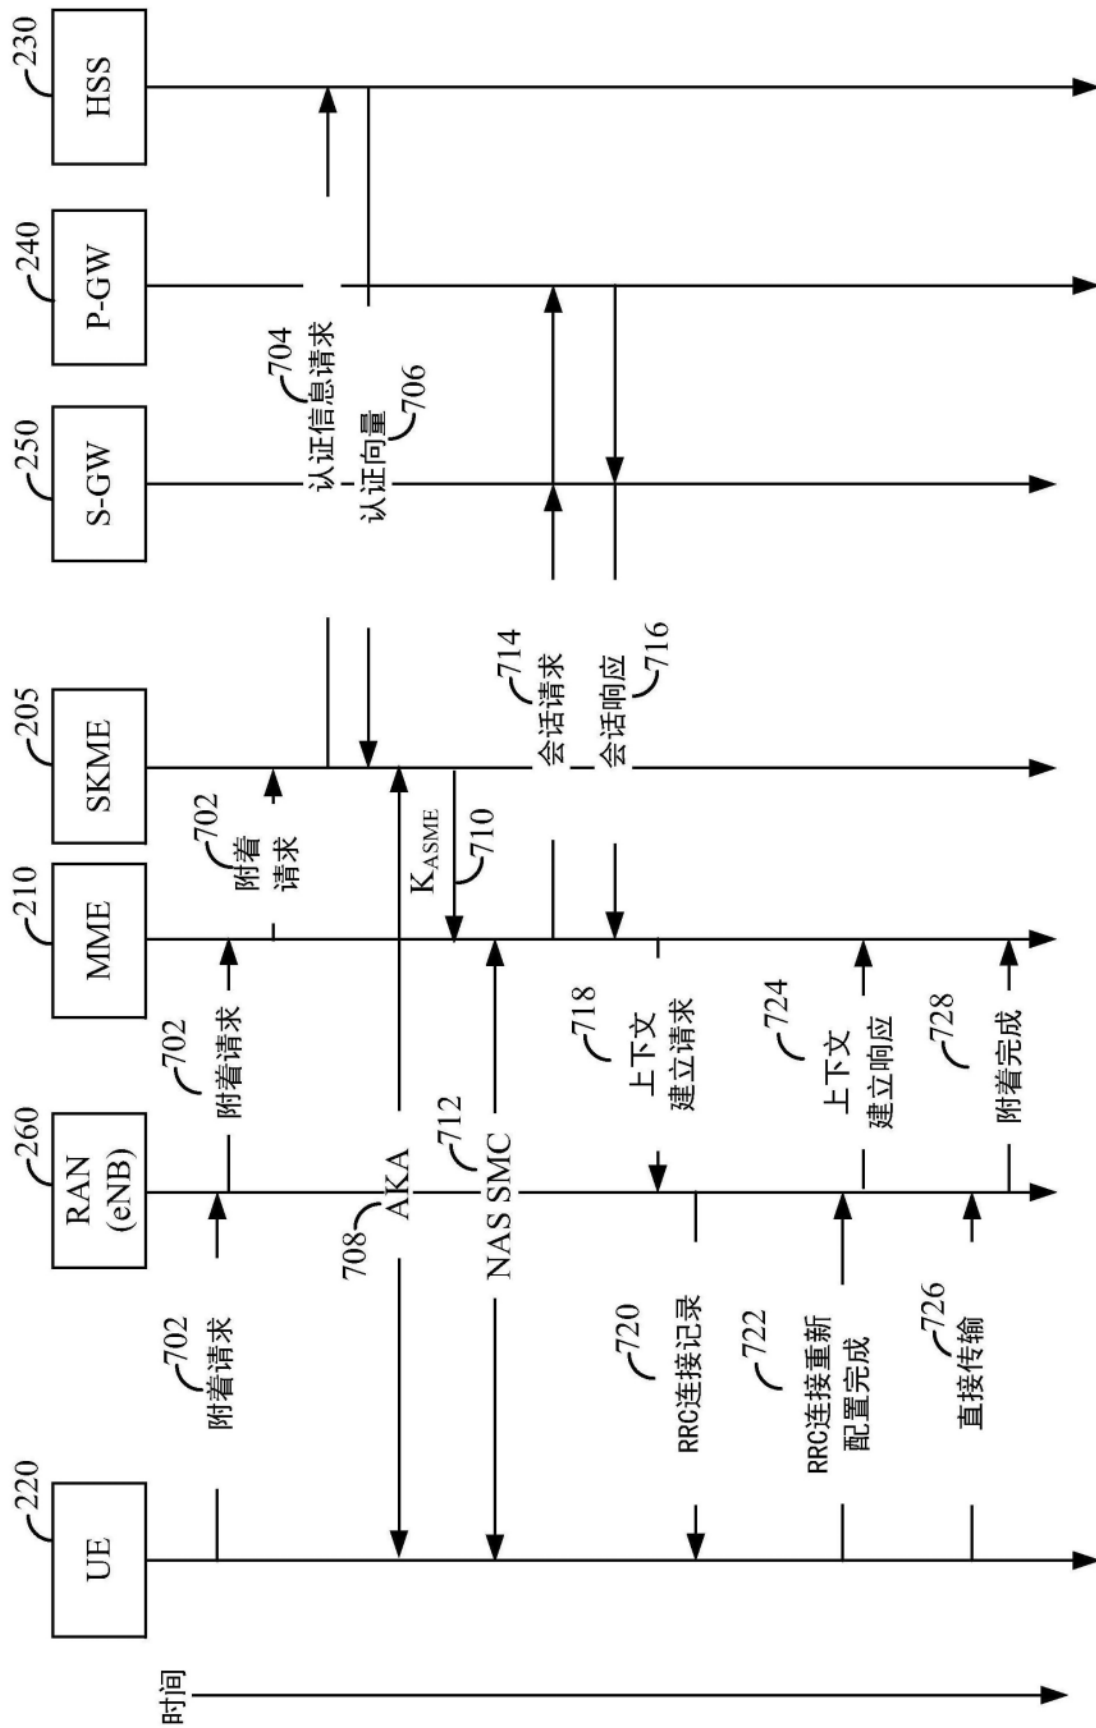 时间
220
UE
260
RAN
(eNB)
210
MME
205
SKME
250
S-GW
240
P-GW
230
HSS
702
附着请求
702
附着请求
702
附着
请求
704
认证信息请求
认证向量
706
708
AKA
K_ASME
710
712
NAS SMC
714
会话请求
会话响应
716
718
上下文
建立请求
720
RRC连接记录
722
RRC连接重新
配置完成
724
上下文
建立响应
726
直接传输
728
附着完成